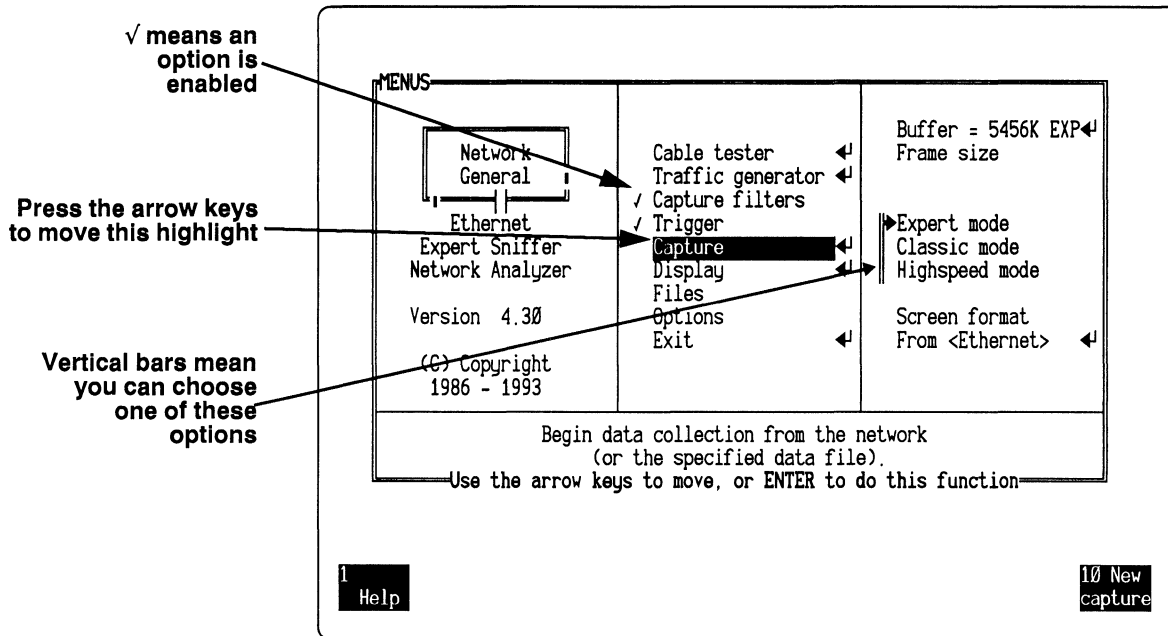 √ means an
option is
enabled
Press the arrow keys
to move this highlight
Vertical bars mean
you can choose
one of these
options
MENUS
Network
General
Ethernet
Expert Sniffer
Network Analyzer
Version 4.30
(C) Copyright
1986 - 1993
Cable tester ↵
Traffic generator ↵
√ Capture filters
√ Trigger
Capture ↵
Display ↵
Files
Options
Exit ↵
Buffer = 5456K EXP↵
Frame size
Expert mode
Classic mode
Highspeed mode
Screen format
From <Ethernet> ↵
Begin data collection from the network
(or the specified data file).
Use the arrow keys to move, or ENTER to do this function
1
Help
10 New
capture